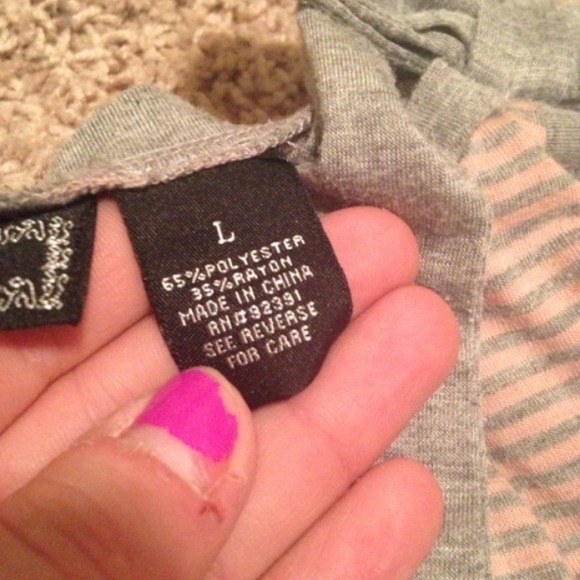 L
65%POLYESTER
35%RAYON
MADE IN CHINA
RN#92391
SEE REVERSE
FOR CARE